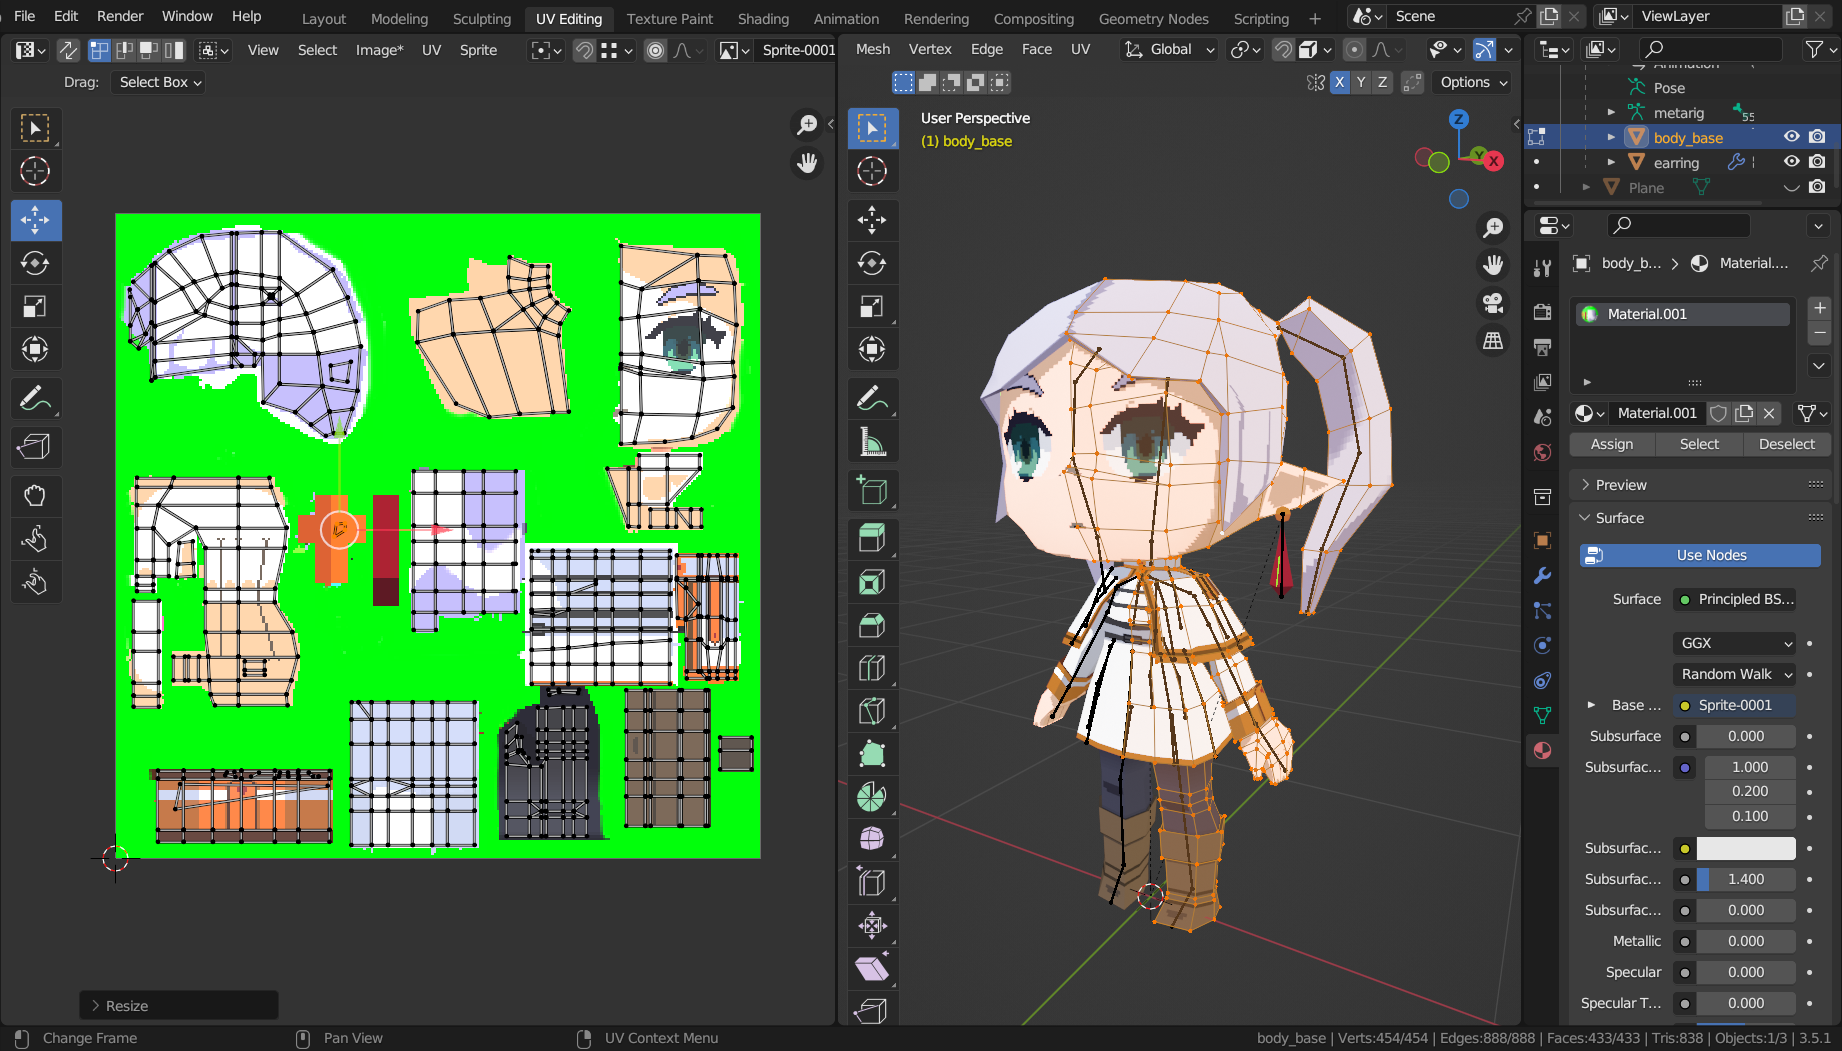 File Edit Render Window Help Layout Modeling Sculpting UV Editing Texture Paint Shading Animation Rendering Compositing Geometry Nodes Scripting + Scene ViewLayer
View Select Image* UV Sprite Sprite-0001
Drag: Select Box
Mesh Vertex Edge Face UV Global
X Y Z Options
User Perspective
(1) body_base
Z
Y
X
Resize
Animation
Pose
metarig 55
body_base
earring
Plane
body_b... > Material....
Material.001
Material.001
Assign Select Deselect
Preview
Surface
Use Nodes
Surface Principled BS...
GGX
Random Walk
Base ... Sprite-0001
Subsurface 0.000
Subsurfac... 1.000
0.200
0.100
Subsurfac...
Subsurfac... 1.400
Subsurfac... 0.000
Metallic 0.000
Specular 0.000
Specular T... 0.000
Change Frame Pan View UV Context Menu body_base | Verts:454/454 | Edges:888/888 | Faces:433/433 | Tris:838 | Objects:1/3 | 3.5.1